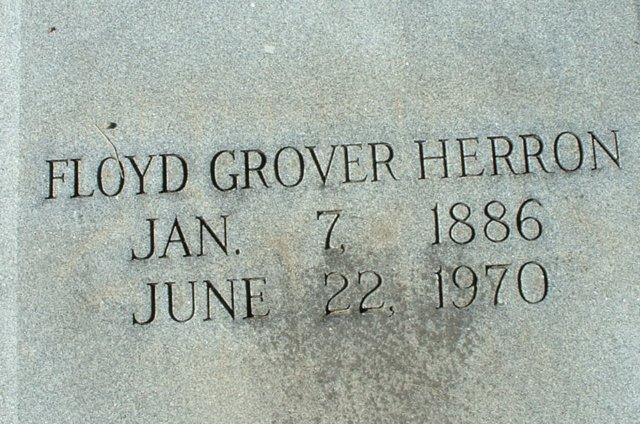 FLOYD GROVER HERRON
JAN. 7, 1886
JUNE 22, 1970